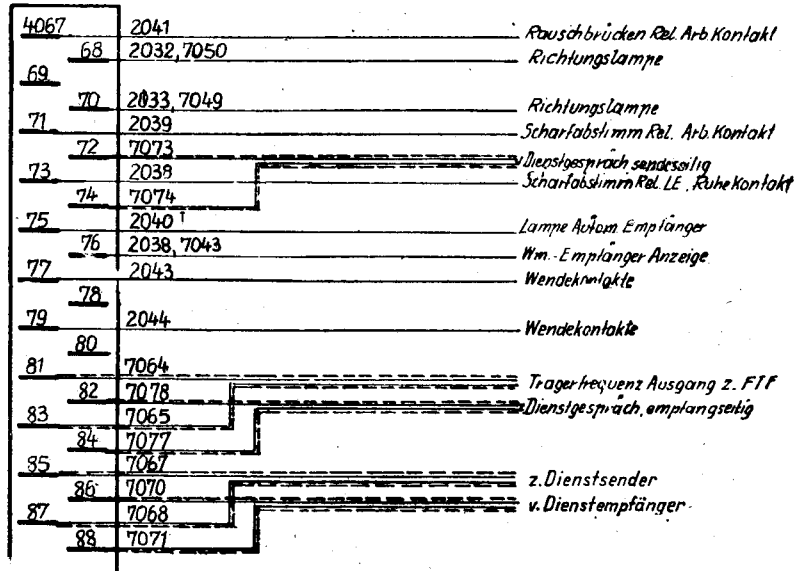 4067 2041 Rauschbrücken Rel. Arb. Kontakt
68 2032, 7050 Richtungslampe
69
70 2033, 7049 Richtungslampe
71 2039 Scharfabstimm Rel. Arb. Kontakt
72 7073 Dienstgespräch sendeseitig
73 2038 Scharfabstimm Rel. LE, Ruhe Kontakt
74 7074
75 2040 Lampe Autom. Empfänger
76 2038, 7043 Wm.-Empfänger Anzeige
77 2043 Wendekontakte
78
79 2044 Wendekontakte
80
81 7064 Trägerfrequenz Ausgang z. FTF
82 7078 Dienstgespräch, empfangseitig
83 7065
84 7077
85 7067 z. Dienstsender
86 7070 v. Dienstempfänger
87 7068
88 7071